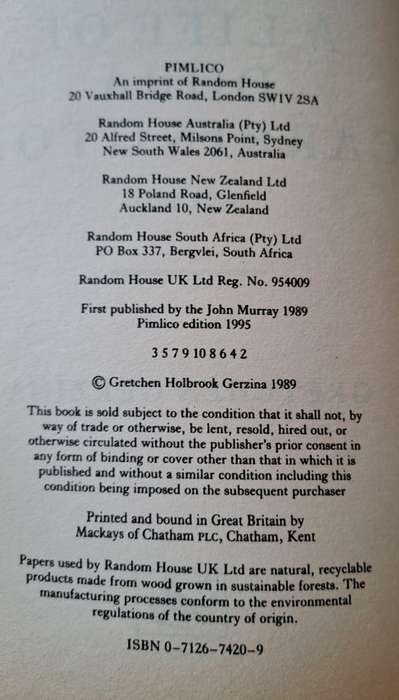 PIMLICO
An imprint of Random House
20 Vauxhall Bridge Road, London SW1V 2SA
Random House Australia (Pty) Ltd
20 Alfred Street, Milsons Point, Sydney
New South Wales 2061, Australia
Random House New Zealand Ltd
18 Poland Road, Glenfield
Auckland 10, New Zealand
Random House South Africa (Pty) Ltd
PO Box 337, Bergvlei, South Africa
Random House UK Ltd Reg. No. 954009
First published by the John Murray 1989
Pimlico edition 1995
3 5 7 9 10 8 6 4 2
© Gretchen Holbrook Gerzina 1989
This book is sold subject to the condition that it shall not, by
way of trade or otherwise, be lent, resold, hired out, or
otherwise circulated without the publisher's prior consent in
any form of binding or cover other than that in which it is
published and without a similar condition including this
condition being imposed on the subsequent purchaser
Printed and bound in Great Britain by
Mackays of Chatham PLC, Chatham, Kent
Papers used by Random House UK Ltd are natural, recyclable
products made from wood grown in sustainable forests. The
manufacturing processes conform to the environmental
regulations of the country of origin.
ISBN 0-7126-7420-9